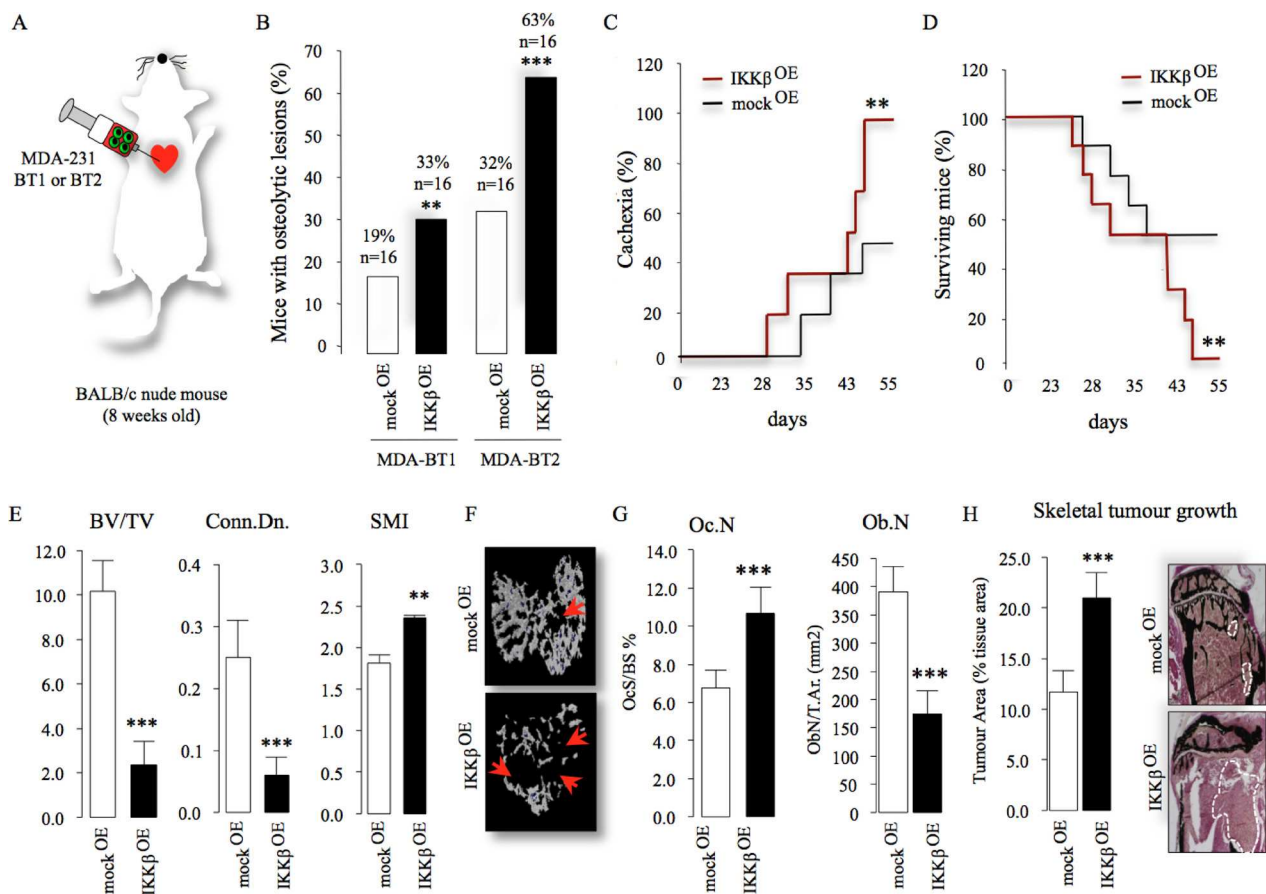 A
MDA-231
BT1 or BT2
BALB/c nude mouse
(8 weeks old)
B
Mice with osteolytic lesions (%)
70
60
50
40
30
20
10
0
19%
n=16
33%
n=16
**
32%
n=16
63%
n=16
***
mock OE
IKKβ OE
mock OE
IKKβ OE
MDA-BT1
MDA-BT2
C
IKKβ OE
mock OE
**
Cachexia (%)
120
100
80
60
40
20
0
0 23 28 35 43 55
days
D
IKKβ OE
mock OE
**
Surviving mice (%)
120
100
80
60
40
20
0
0 23 28 35 43 55
days
E
BV/TV
12.0
10.0
8.0
6.0
4.0
2.0
0.0
***
mock OE
IKKβ OE
Conn.Dn.
0.4
0.3
0.2
0.1
0.0
***
mock OE
IKKβ OE
SMI
3.0
2.5
2.0
1.5
1.0
0.5
0.0
**
mock OE
IKKβ OE
F
mock OE
IKKβ OE
G
Oc.N
OcS/BS %
14.0
12.0
10.0
8.0
6.0
4.0
2.0
0.0
***
mock OE
IKKβ OE
Ob.N
ObN/T.Ar. (mm2)
450
400
350
300
250
200
150
100
50
0
***
mock OE
IKKβ OE
H
Skeletal tumour growth
Tumour Area (% tissue area)
25.0
20.0
15.0
10.0
5.0
0.0
***
mock OE
IKKβ OE
mock OE
IKKβ OE